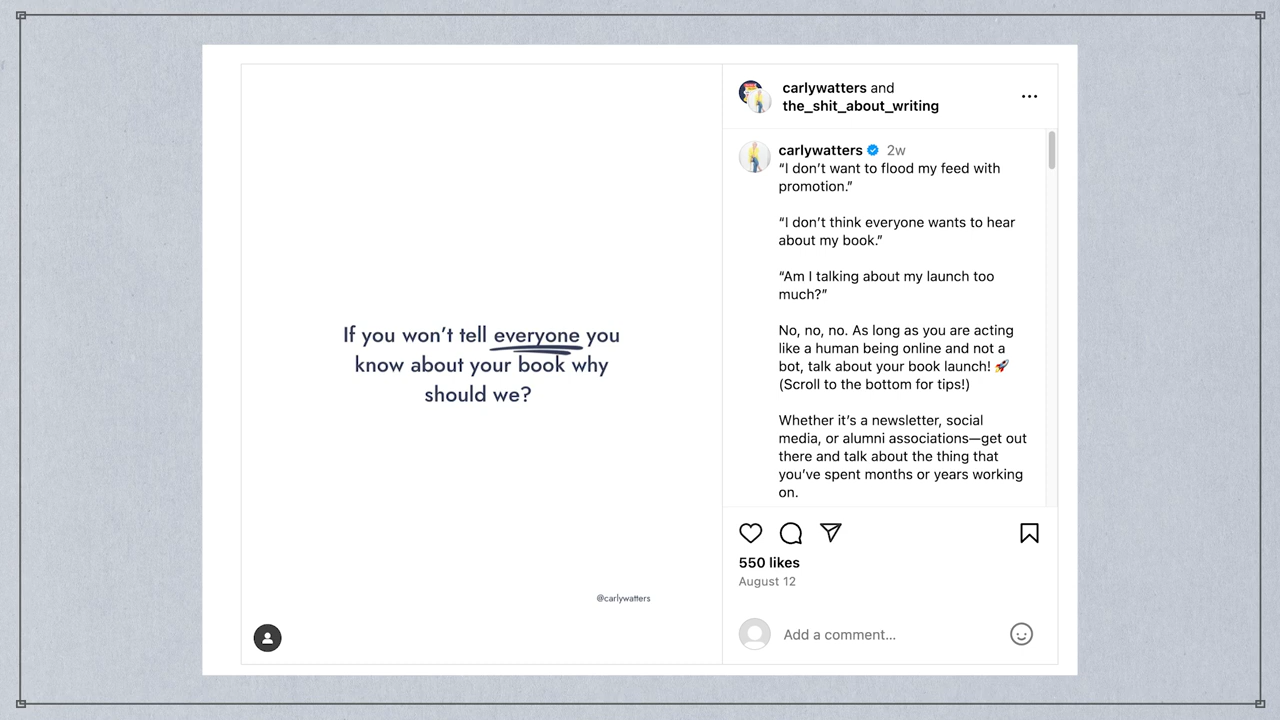 If you won’t tell everyone you
know about your book why
should we?
@carlywatters
carlywatters and
the_shit_about_writing
carlywatters 2w
“I don’t want to flood my feed with
promotion.”
“I don’t think everyone wants to hear
about my book.”
“Am I talking about my launch too
much?”
No, no, no. As long as you are acting
like a human being online and not a
bot, talk about your book launch! 🚀
(Scroll to the bottom for tips!)
Whether it’s a newsletter, social
media, or alumni associations—get out
there and talk about the thing that
you’ve spent months or years working
on.
550 likes
August 12
Add a comment...